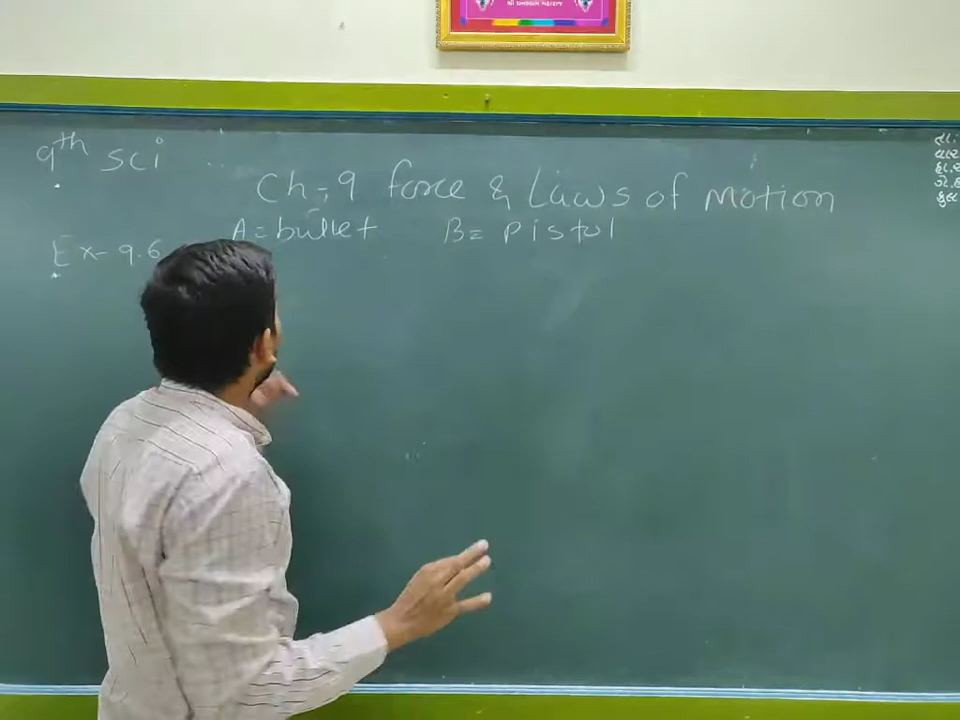 9th sci
Ch-9 force & Laws of Motion
A = bullet B = Pistol
Ex-9.6